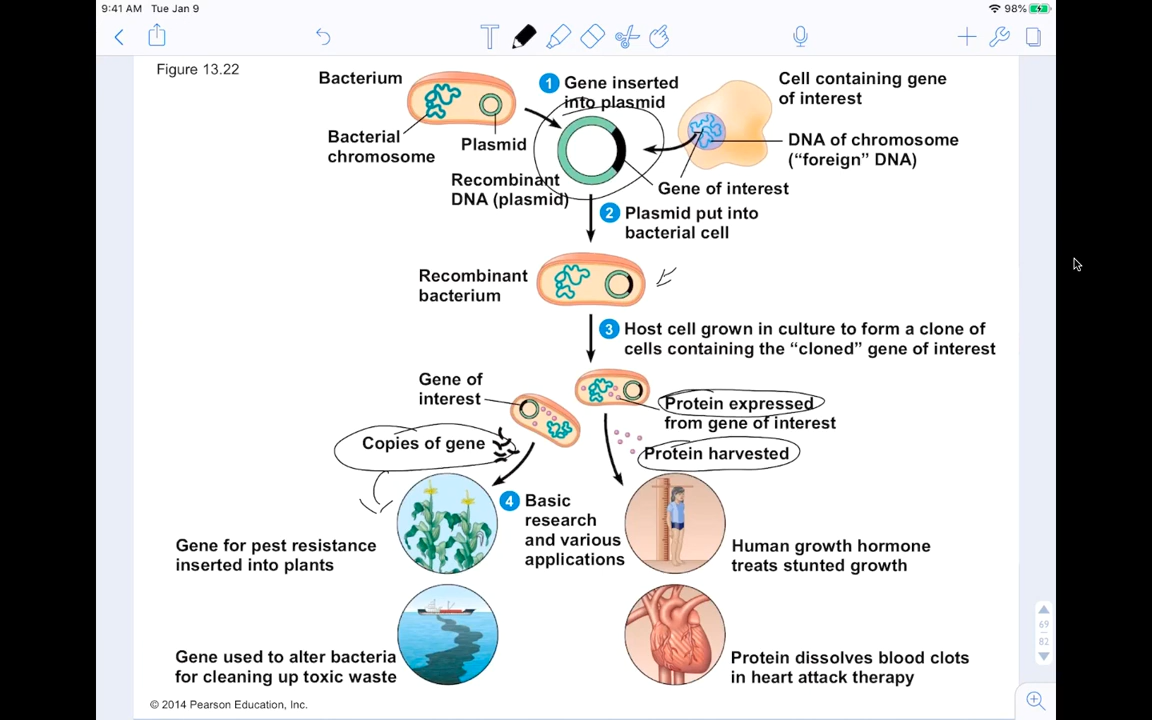 9:41 AM Tue Jan 9
98%
Figure 13.22
Bacterium
1 Gene inserted
into plasmid
Cell containing gene
of interest
Bacterial
chromosome
Plasmid
DNA of chromosome
(“foreign” DNA)
Recombinant
DNA (plasmid)
Gene of interest
2 Plasmid put into
bacterial cell
Recombinant
bacterium
3 Host cell grown in culture to form a clone of
cells containing the “cloned” gene of interest
Gene of
interest
Protein expressed
from gene of interest
Copies of gene
Protein harvested
4 Basic
research
and various
applications
Gene for pest resistance
inserted into plants
Human growth hormone
treats stunted growth
Gene used to alter bacteria
for cleaning up toxic waste
Protein dissolves blood clots
in heart attack therapy
69
82
© 2014 Pearson Education, Inc.